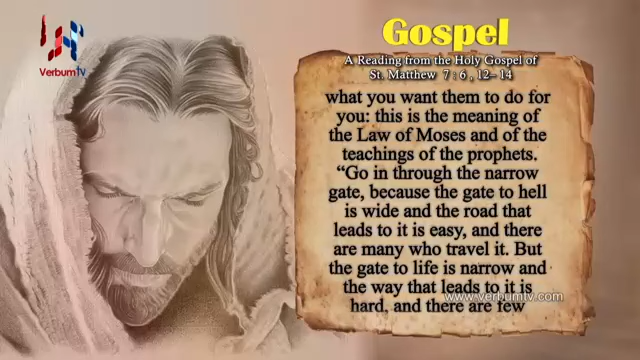 VerbumTv
Gospel
A Reading from the Holy Gospel of
St. Matthew 7 : 6 , 12– 14
what you want them to do for
you: this is the meaning of
the Law of Moses and of the
teachings of the prophets.
“Go in through the narrow
gate, because the gate to hell
is wide and the road that
leads to it is easy, and there
are many who travel it. But
the gate to life is narrow and
the way that leads to it is
www.verbumtv.com
hard, and there are few